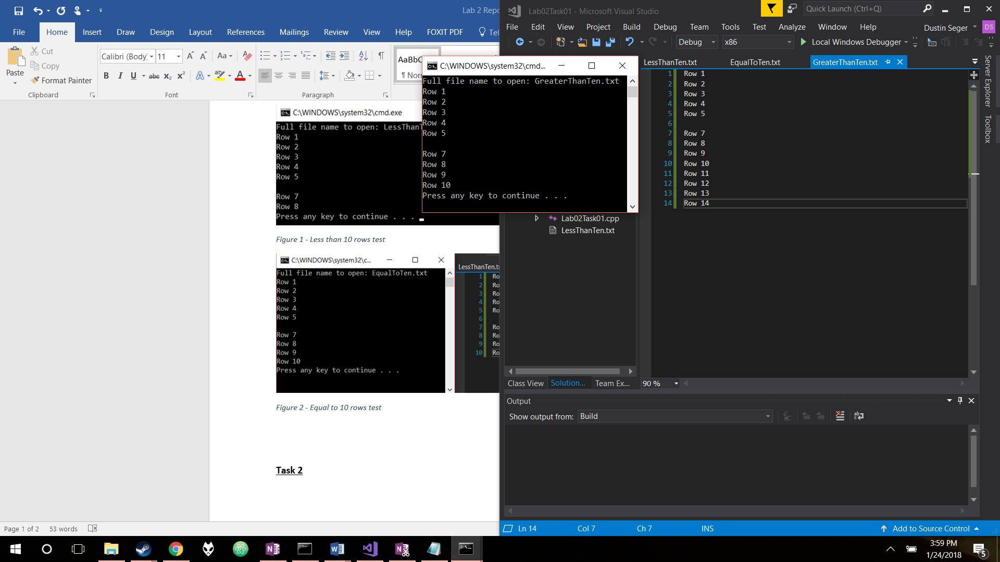 Lab 2 Repo
File Home Insert Draw Design Layout References Mailings Review View Help FOXIT PDF Tel
Paste
Cut
Copy
Format Painter
Clipboard
Calibri (Body) 11
Font
Paragraph
AaBbC
¶ Norr
C:\WINDOWS\system32\cmd.exe
Full file name to open: LessThanT
Row 1
Row 2
Row 3
Row 4
Row 5
Row 7
Row 8
Press any key to continue . . .
Figure 1 - Less than 10 rows test
C:\WINDOWS\system32\c...
Full file name to open: EqualToTen.txt
Row 1
Row 2
Row 3
Row 4
Row 5
Row 7
Row 8
Row 9
Row 10
Press any key to continue . . .
LessThanTen.t
1 Ro
2 Ro
3 Ro
4 Ro
5 Ro
6
7 Ro
8 Ro
9 Ro
10 Ro
Figure 2 - Equal to 10 rows test
Task 2
Page 1 of 2 53 words
C:\WINDOWS\system32\cmd...
Full file name to open: GreaterThanTen.txt
Row 1
Row 2
Row 3
Row 4
Row 5
Row 7
Row 8
Row 9
Row 10
Press any key to continue . . .
Lab02Task01 - Microsoft Visual Studio
Quick Launch (Ctrl+Q)
File Edit View Project Build Debug Team Tools Test Analyze Window Help
Dustin Seger DS
Debug x86 Local Windows Debugger
LessThanTen.txt EqualToTen.txt GreaterThanTen.txt
1 Row 1
2 Row 2
3 Row 3
4 Row 4
5 Row 5
6
7 Row 7
8 Row 8
9 Row 9
10 Row 10
11 Row 11
12 Row 12
13 Row 13
14 Row 14
Server Explorer
Toolbox
Lab02Task01.cpp
LessThanTen.txt
Class View Solution... Team Ex...
90 %
Output
Show output from: Build
Ln 14 Col 7 Ch 7 INS
Add to Source Control
3:59 PM
1/24/2018
5